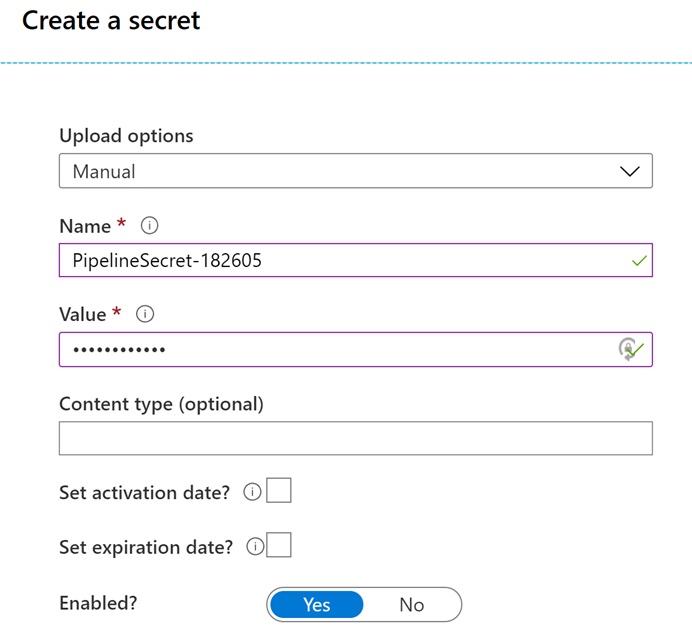 Create a secret
Upload options
Manual
Name *
PipelineSecret-182605
Value *
••••••••••••
Content type (optional)
Set activation date?
Set expiration date?
Enabled?
Yes No